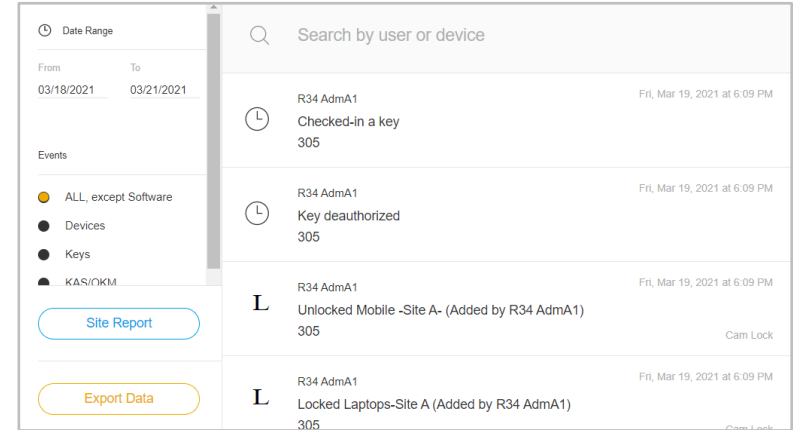 Date Range
From To
03/18/2021 03/21/2021
Events
ALL, except Software
Devices
Keys
KAS/OKM
Site Report
Export Data
Search by user or device
R34 AdmA1 Fri, Mar 19, 2021 at 6:09 PM
Checked-in a key
305
R34 AdmA1 Fri, Mar 19, 2021 at 6:09 PM
Key deauthorized
305
R34 AdmA1 Fri, Mar 19, 2021 at 6:09 PM
L Unlocked Mobile -Site A- (Added by R34 AdmA1)
305 Cam Lock
R34 AdmA1 Fri, Mar 19, 2021 at 6:09 PM
L Locked Laptops-Site A (Added by R34 AdmA1)
305 Cam Lock